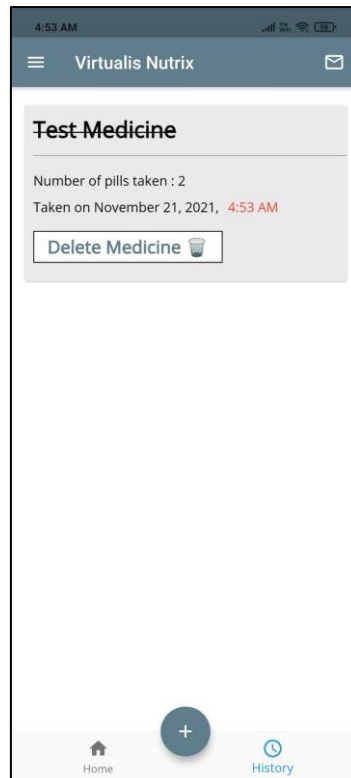 4:53 AM
Virtualis Nutrix
Test Medicine
Number of pills taken : 2
Taken on November 21, 2021, 4:53 AM
Delete Medicine
+
Home
History